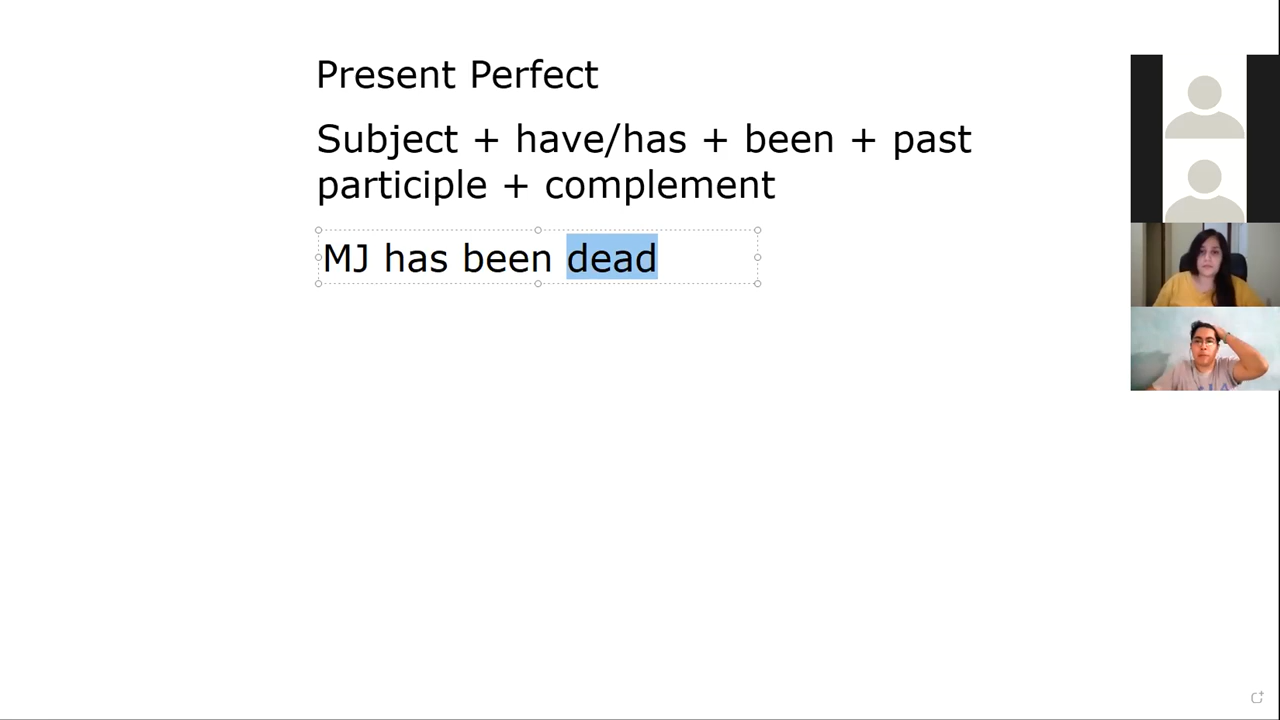 Present Perfect
Subject + have/has + been + past
participle + complement
MJ has been dead